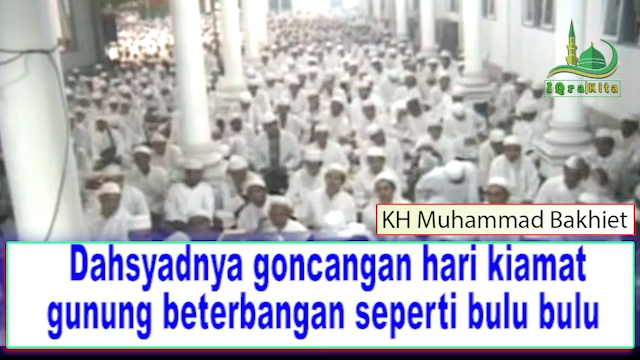 IQraKita
KH Muhammad Bakhiet
Dahsyadnya goncangan hari kiamat
gunung beterbangan seperti bulu bulu